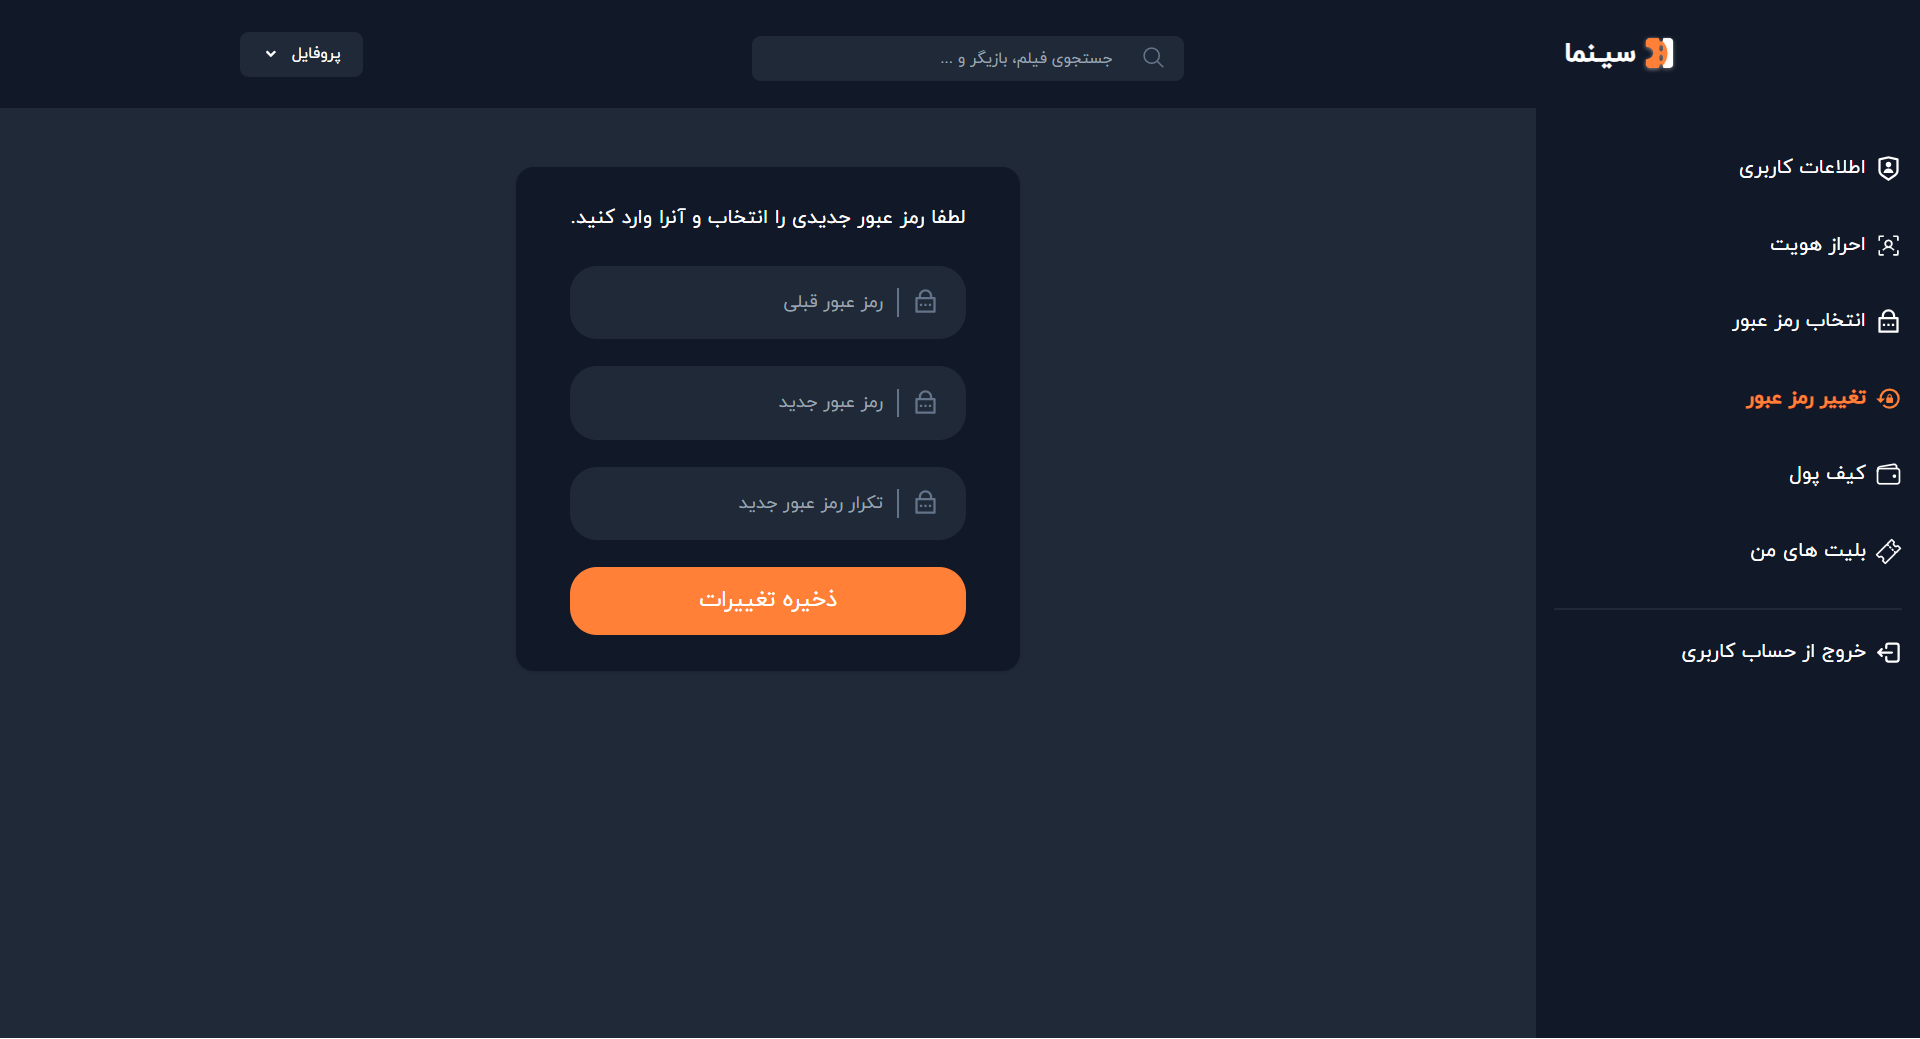 سینما
جستجوی فیلم، بازیگر و ...
پروفایل
اطلاعات کاربری
احراز هویت
انتخاب رمز عبور
تغییر رمز عبور
کیف پول
بلیت های من
خروج از حساب کاربری
لطفا رمز عبور جدیدی را انتخاب و آنرا وارد کنید.
رمز عبور قبلی
رمز عبور جدید
تکرار رمز عبور جدید
ذخیره تغییرات